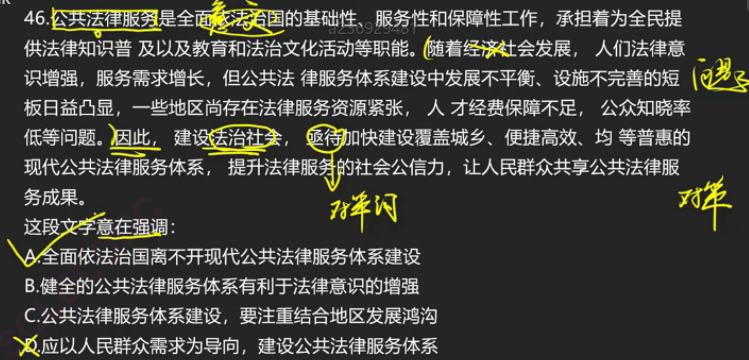 46.公共法律服务是全面依法治国的基础性、服务性和保障性工作，承担着为全民提
意义
供法律知识普 及以及教育和法治文化活动等职能。随着经济社会发展， 人们法律意
识增强，服务需求增长，但公共法 律服务体系建设中发展不平衡、设施不完善的短
问题
板日益凸显，一些地区尚存在法律服务资源紧张， 人 才经费保障不足， 公众知晓率
低等问题。因此， 建设法治社会， 亟待加快建设覆盖城乡、便捷高效、均 等普惠的
现代公共法律服务体系， 提升法律服务的社会公信力，让人民群众共享公共法律服
务成果。
对策词
对策
这段文字意在强调：
A.全面依法治国离不开现代公共法律服务体系建设
B.健全的公共法律服务体系有利于法律意识的增强
C.公共法律服务体系建设，要注重结合地区发展鸿沟
D.应以人民群众需求为导向，建设公共法律服务体系